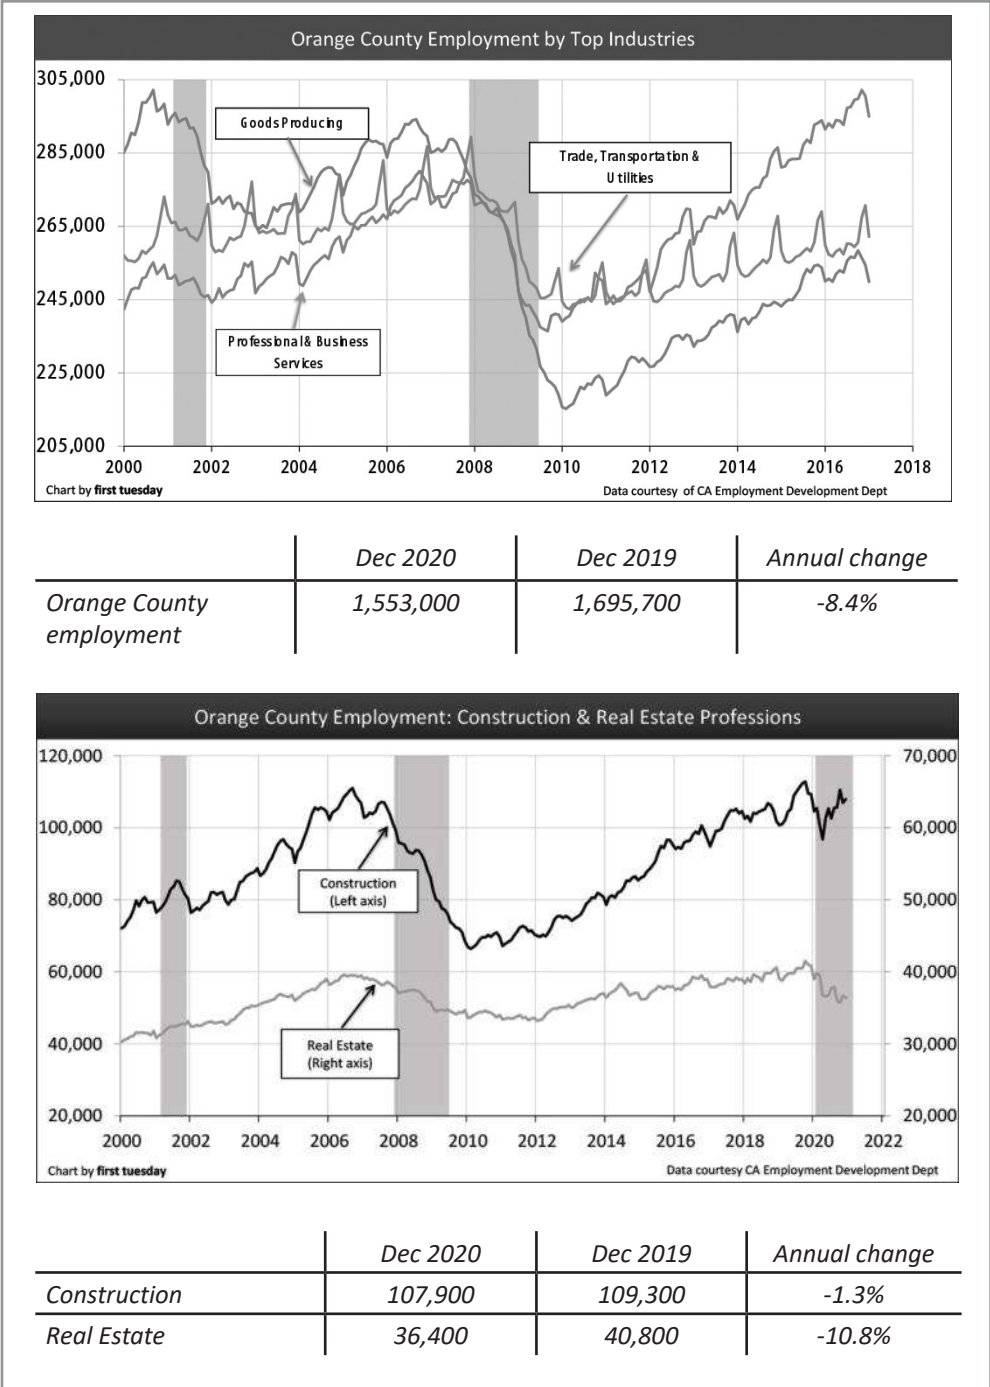 Orange County Employment by Top Industries
305,000
285,000
265,000
245,000
225,000
205,000
Goods Producing
Trade, Transportation &
Utilities
Professional & Business
Services
2000 2002 2004 2006 2008 2010 2012 2014 2016 2018
Chart by first tuesday
Data courtesy of CA Employment Development Dept
Dec 2020 Dec 2019 Annual change
Orange County 1,553,000 1,695,700 -8.4%
employment
Orange County Employment: Construction & Real Estate Professions
120,000 70,000
100,000 60,000
80,000 50,000
60,000 40,000
40,000 30,000
20,000 20,000
Construction
(Left axis)
Real Estate
(Right axis)
2000 2002 2004 2006 2008 2010 2012 2014 2016 2018 2020 2022
Chart by first tuesday
Data courtesy CA Employment Development Dept
Dec 2020 Dec 2019 Annual change
Construction 107,900 109,300 -1.3%
Real Estate 36,400 40,800 -10.8%